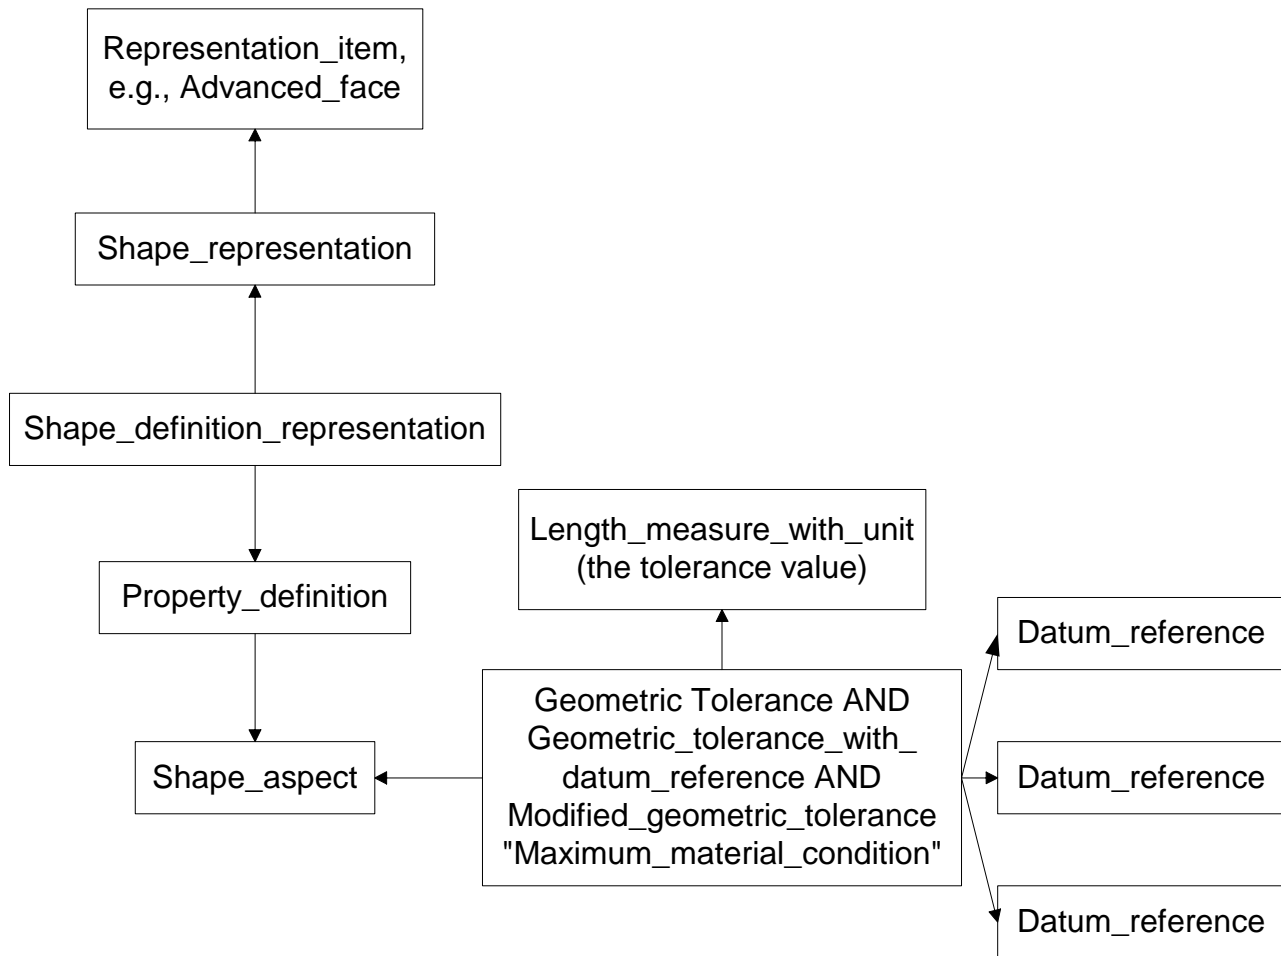 Representation_item,
e.g., Advanced_face
Shape_representation
Shape_definition_representation
Length_measure_with_unit
(the tolerance value)
Property_definition
Datum_reference
Geometric Tolerance AND
Geometric_tolerance_with_
datum_reference AND
Modified_geometric_tolerance
"Maximum_material_condition"
Shape_aspect
Datum_reference
Datum_reference